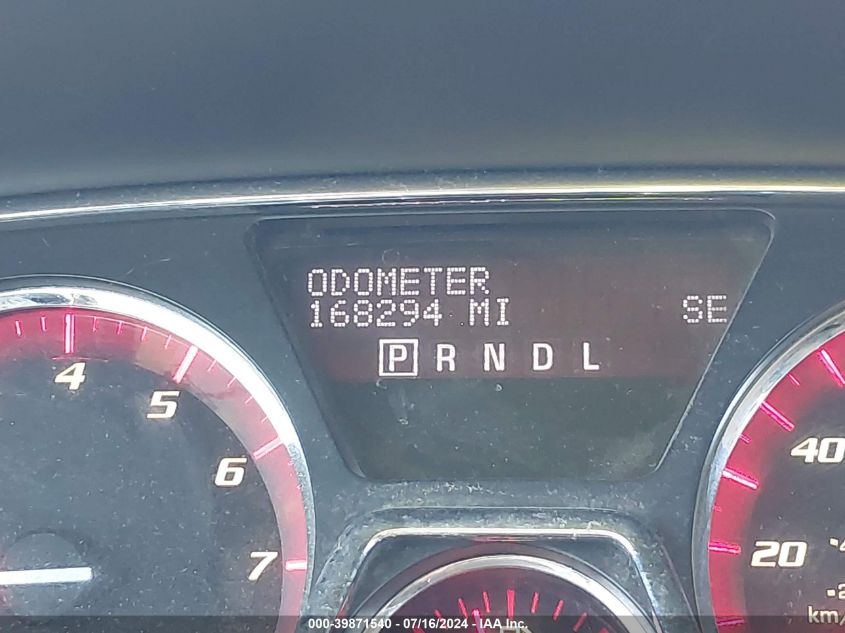 ODOMETER
168294 MI SE
P R N D L
4
5
6
7
40
20
km/
000-39871540 - 07/16/2024 - IAA Inc.